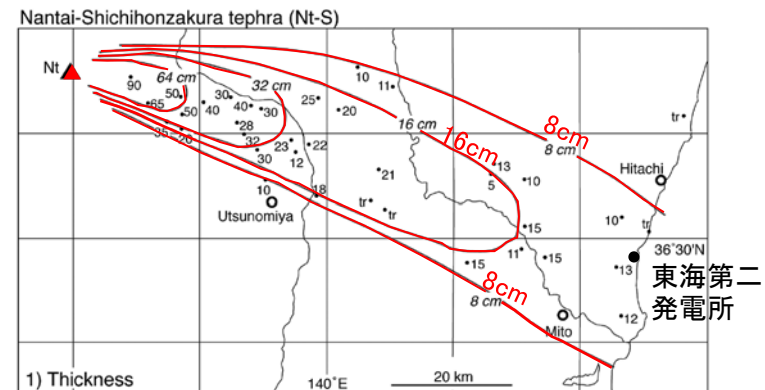 Nantai-Shichihonzakura tephra (Nt-S)
Nt
10
11
90
64 cm
32 cm
50
65
50
40
30
40
30
25
20
tr
16 cm
16cm
8cm
8 cm
35
20
28
32
30
23
12
22
13
5
10
Hitachi
21
10
18
Utsunomiya
tr
tr
10
tr
15
11
15
15
36°30'N
13
東海第二
発電所
8cm
8 cm
12
Mito
1) Thickness
140°E
20 km